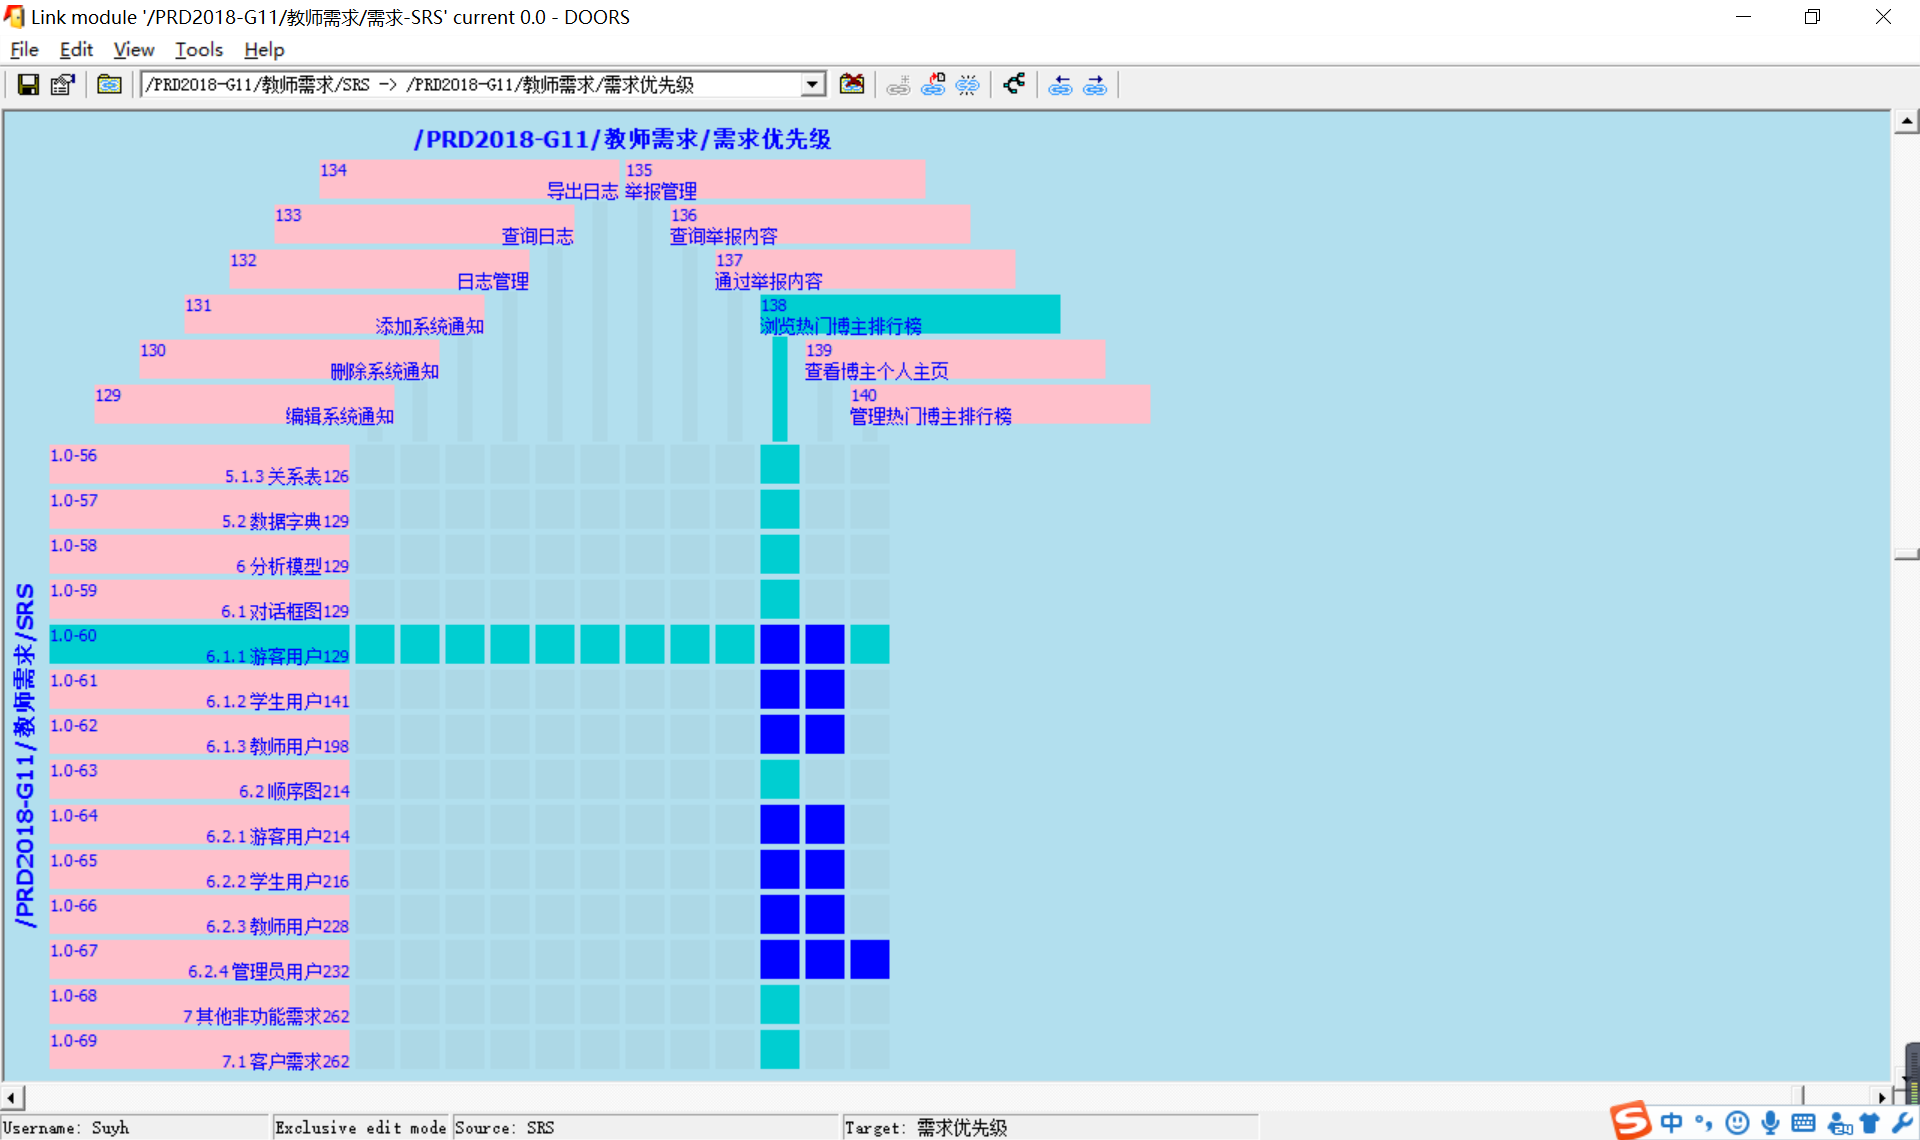 Link module '/PRD2018-G11/教师需求/需求-SRS' current 0.0 - DOORS
File Edit View Tools Help
/PRD2018-G11/教师需求/SRS -> /PRD2018-G11/教师需求/需求优先级
/PRD2018-G11/教师需求/需求优先级
134
导出日志
135
举报管理
133
查询日志
136
查询举报内容
132
日志管理
137
通过举报内容
131
添加系统通知
138
浏览热门博主排行榜
130
删除系统通知
139
查看博主个人主页
129
编辑系统通知
140
管理热门博主排行榜
/PRD2018-G11/教师需求/SRS
1.0-56
5.1.3 关系表126
1.0-57
5.2 数据字典129
1.0-58
6 分析模型129
1.0-59
6.1 对话框图129
1.0-60
6.1.1 游客用户129
1.0-61
6.1.2 学生用户141
1.0-62
6.1.3 教师用户198
1.0-63
6.2 顺序图214
1.0-64
6.2.1 游客用户214
1.0-65
6.2.2 学生用户216
1.0-66
6.2.3 教师用户228
1.0-67
6.2.4 管理员用户232
1.0-68
7 其他非功能需求262
1.0-69
7.1 客户需求262
Username: Suyh
Exclusive edit mode
Source: SRS
Target: 需求优先级
中